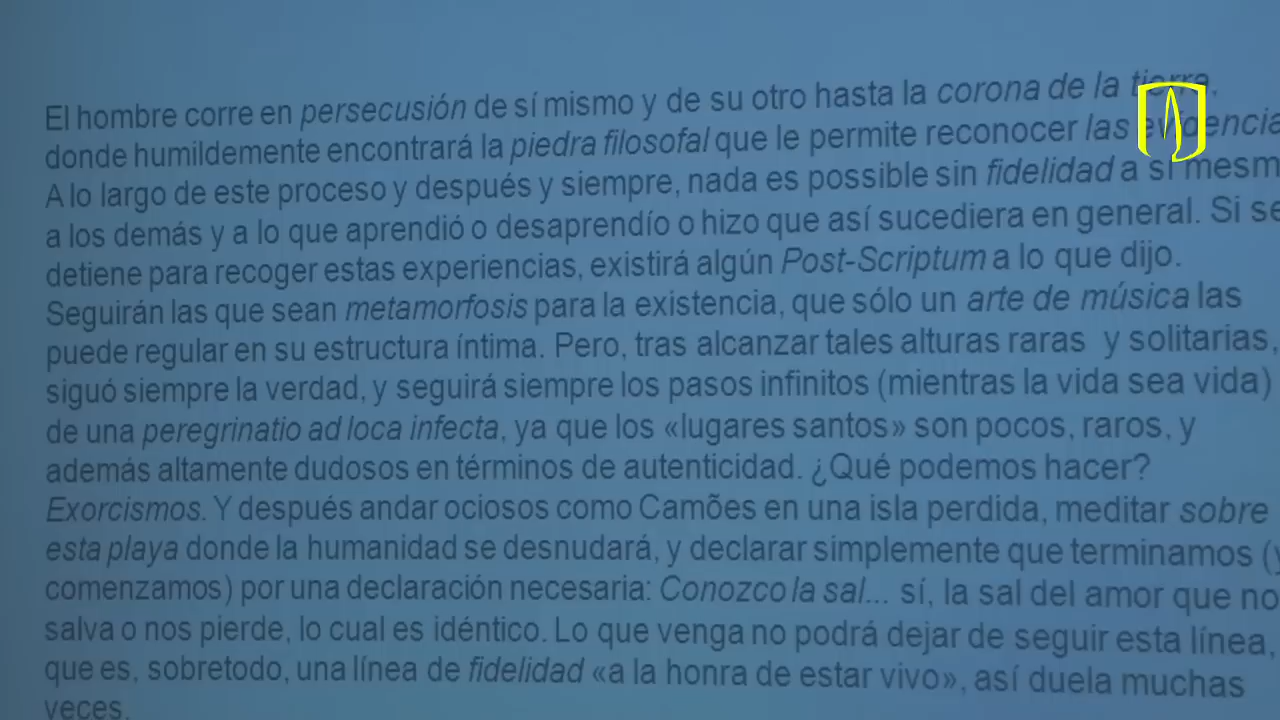 El hombre corre en persecusión de sí mismo y de su otro hasta la corona de la tierra,
donde humildemente encontrará la piedra filosofal que le permite reconocer las
A lo largo de este proceso y después y siempre, nada es posible sin fidelidad a sí mesm
a los demás y a lo que aprendió o desaprendío o hizo que así sucediera en general. Si se
detiene para recoger estas experiencias, existirá algún Post-Scriptum a lo que dijo.
Seguirán las que sean metamorfosis para la existencia, que sólo un arte de música las
puede regular en su estructura íntima. Pero, tras alcanzar tales alturas raras y solitarias,
siguó siempre la verdad, y seguirá siempre los pasos infinitos (mientras la vida sea vida)
de una peregrinatio ad loca infecta, ya que los «lugares santos» son pocos, raros, y
además altamente dudosos en términos de autenticidad. ¿Qué podemos hacer?
Exorcismos. Y después andar ociosos como Camões en una isla perdida, meditar sobre
esta playa donde la humanidad se desnudará, y declarar simplemente que terminamos (y
comenzamos) por una declaración necesaria: Conozco la sal... sí, la sal del amor que no
salva o nos pierde, lo cual es idéntico. Lo que venga no podrá dejar de seguir esta línea,
que es, sobretodo, una línea de fidelidad «a la honra de estar vivo», así duela muchas
veces.